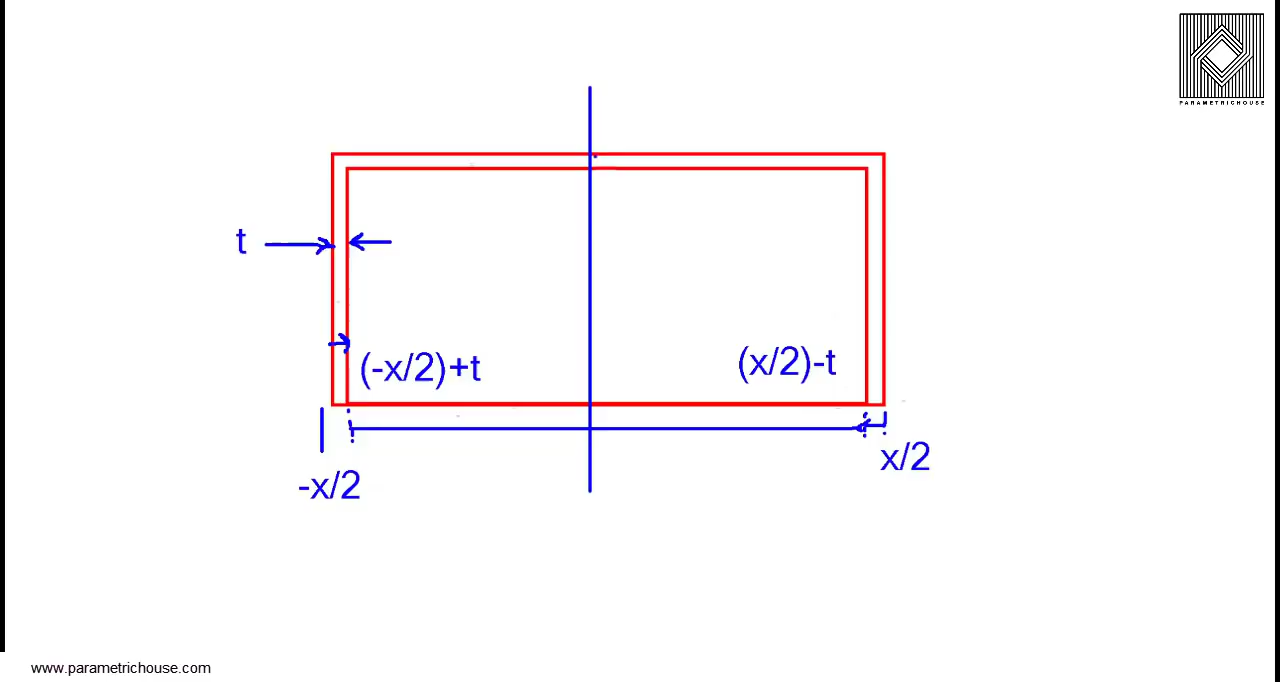 PARAMETRICHOUSE
t
(-x/2)+t
(x/2)-t
x/2
-x/2
www.parametrichouse.com